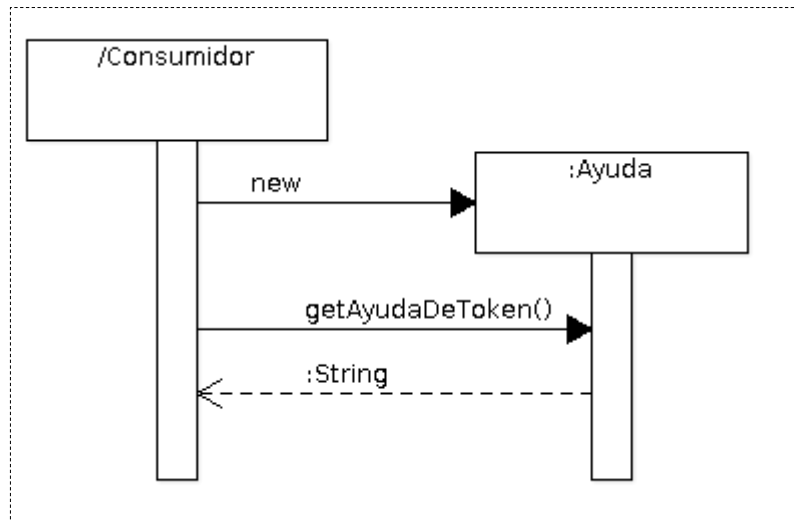 /Consumidor
:Ayuda
new
getAyudaDeToken()
:String